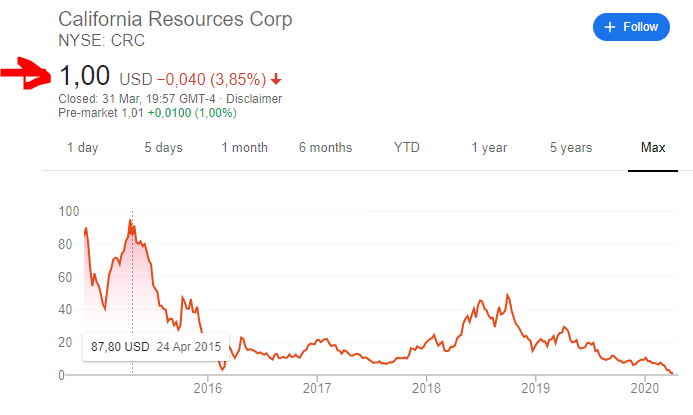 California Resources Corp
NYSE: CRC
+ Follow
1,00 USD −0,040 (3,85%)
Closed: 31 Mar, 19:57 GMT-4 · Disclaimer
Pre-market 1,01 +0,0100 (1,00%)
1 day 5 days 1 month 6 months YTD 1 year 5 years Max
100
80
60
40
20
87,80 USD 24 Apr 2015
0
2016 2017 2018 2019 2020